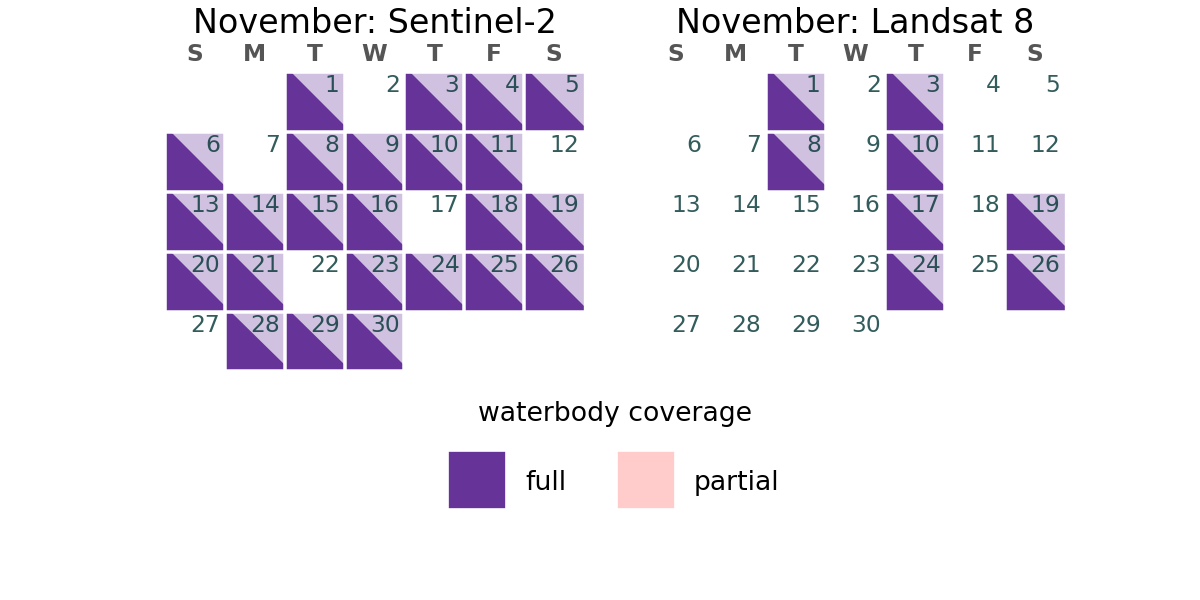 November: Sentinel-2
S M T W T F S
1 2 3 4 5
6 7 8 9 10 11 12
13 14 15 16 17 18 19
20 21 22 23 24 25 26
27 28 29 30
November: Landsat 8
S M T W T F S
1 2 3 4 5
6 7 8 9 10 11 12
13 14 15 16 17 18 19
20 21 22 23 24 25 26
27 28 29 30
waterbody coverage
full partial